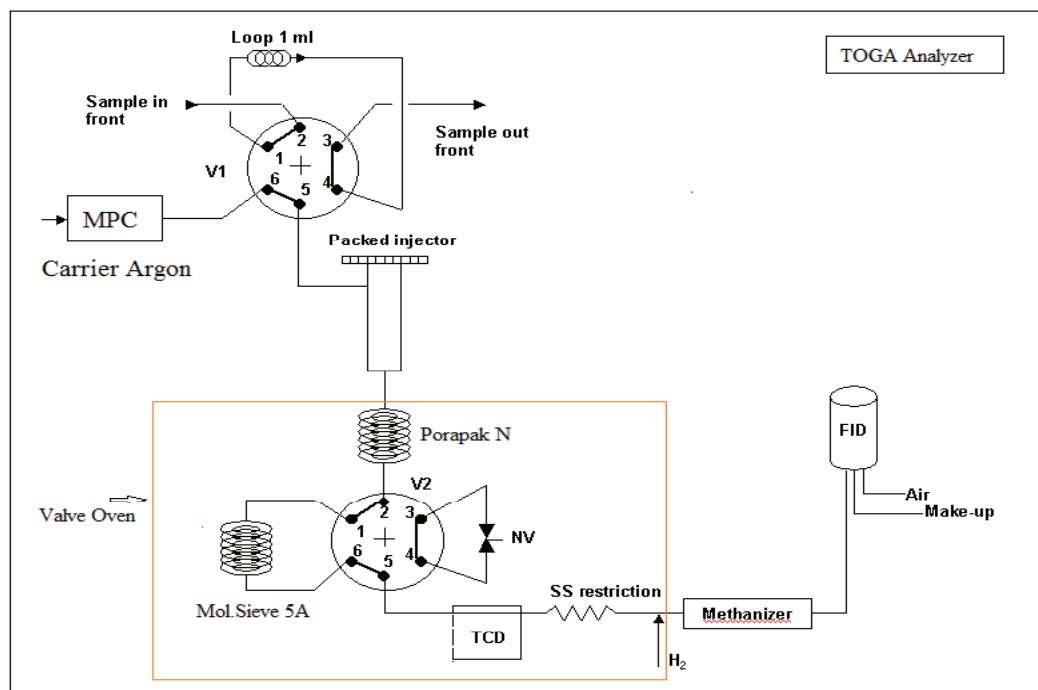 Loop 1 ml
TOGA Analyzer
Sample in
front
Sample out
front
2
3
1
V1
6
5
4
MPC
Packed injector
Carrier Argon
Porapak N
FID
V2
Air
Make-up
Valve Oven
2
3
1
NV
6
5
4
SS restriction
Mol.Sieve 5A
TCD
Methanizer
H2